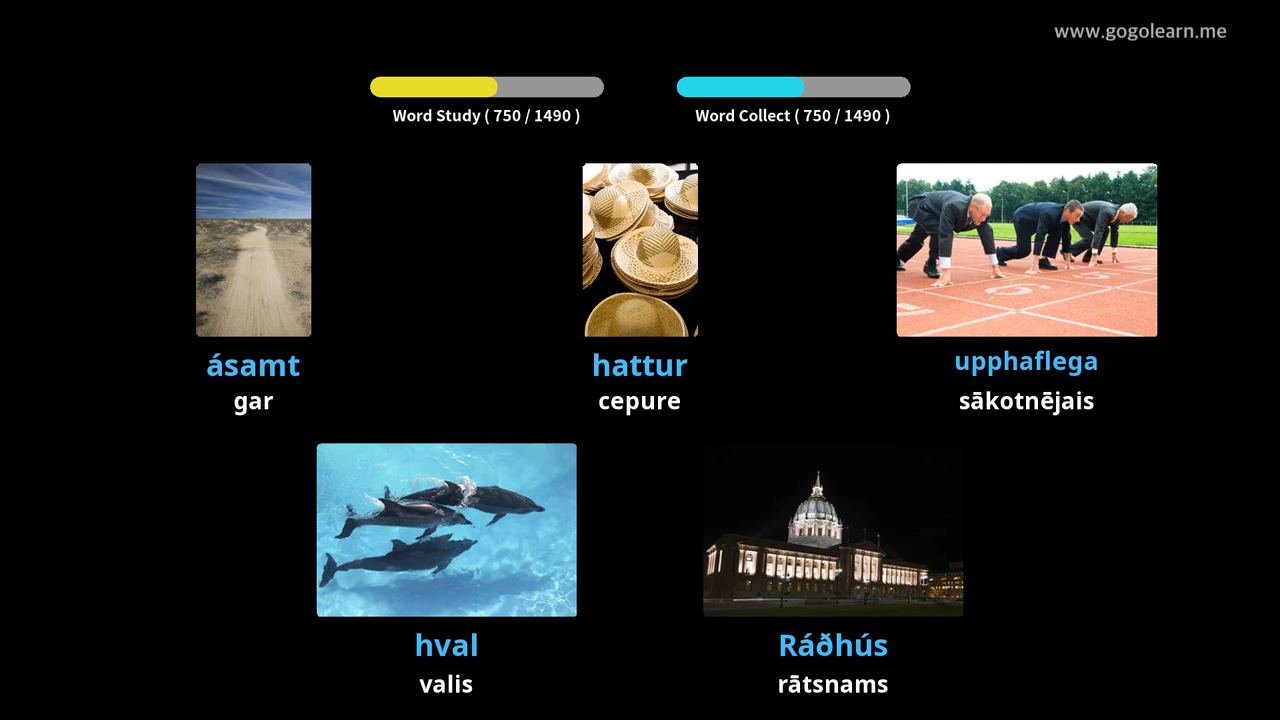 www.gogolearn.me
Word Study ( 750 / 1490 )
Word Collect ( 750 / 1490 )
ásamt
gar
hattur
cepure
upphaflega
sākotnējais
hval
valis
Ráðhús
rātsnams